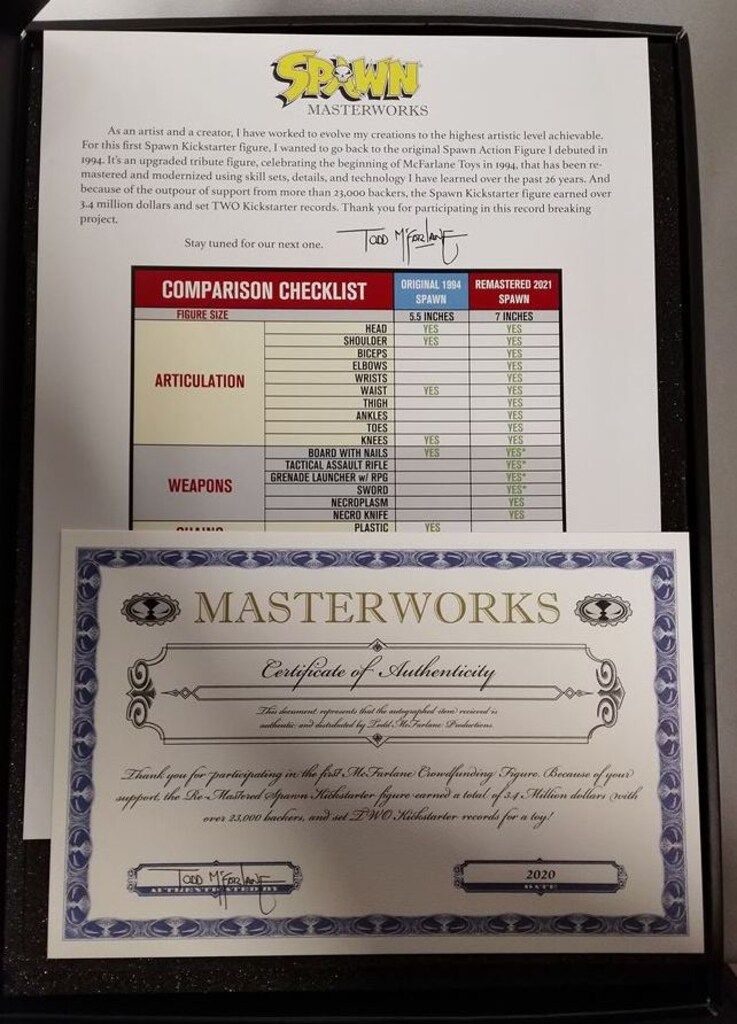 SPAWN
MASTERWORKS
As an artist and a creator, I have worked to evolve my creations to the highest artistic level achievable.
For this first Spawn Kickstarter figure, I wanted to go back to the original Spawn Action Figure I debuted in
1994. It's an upgraded tribute figure, celebrating the beginning of McFarlane Toys in 1994, that has been re-
mastered and modernized using skill sets, details, and technology I have learned over the past 26 years. And
because of the outpour of support from more than 23,000 backers, the Spawn Kickstarter figure earned over
3.4 million dollars and set TWO Kickstarter records. Thank you for participating in this record breaking
project.
Stay tuned for our next one. TODD McFARLANE
COMPARISON CHECKLIST ORIGINAL 1994 SPAWN REMASTERED 2021 SPAWN
FIGURE SIZE 5.5 INCHES 7 INCHES
ARTICULATION
HEAD YES YES
SHOULDER YES YES
BICEPS YES
ELBOWS YES
WRISTS YES
WAIST YES YES
THIGH YES
ANKLES YES
TOES YES
KNEES YES YES
WEAPONS
BOARD WITH NAILS YES YES*
TACTICAL ASSAULT RIFLE YES*
GRENADE LAUNCHER w/ RPG YES*
SWORD YES*
NECROPLASM YES
NECRO KNIFE YES
PLASTIC YES
MASTERWORKS
Certificate of Authenticity
This document represents that the autographed item recieved is
authentic and distributed by Todd McFarlane Productions.
Thank you for participating in the first McFarlane Crowdfunding Figure. Because of your
support, the Re-Mastered Spawn Kickstarter figure earned a total of 3.4 Million dollars with
over 23,000 backers, and set TWO Kickstarter records for a toy!
TODD McFARLANE
AUTHENTICATED BY
2020
DATE